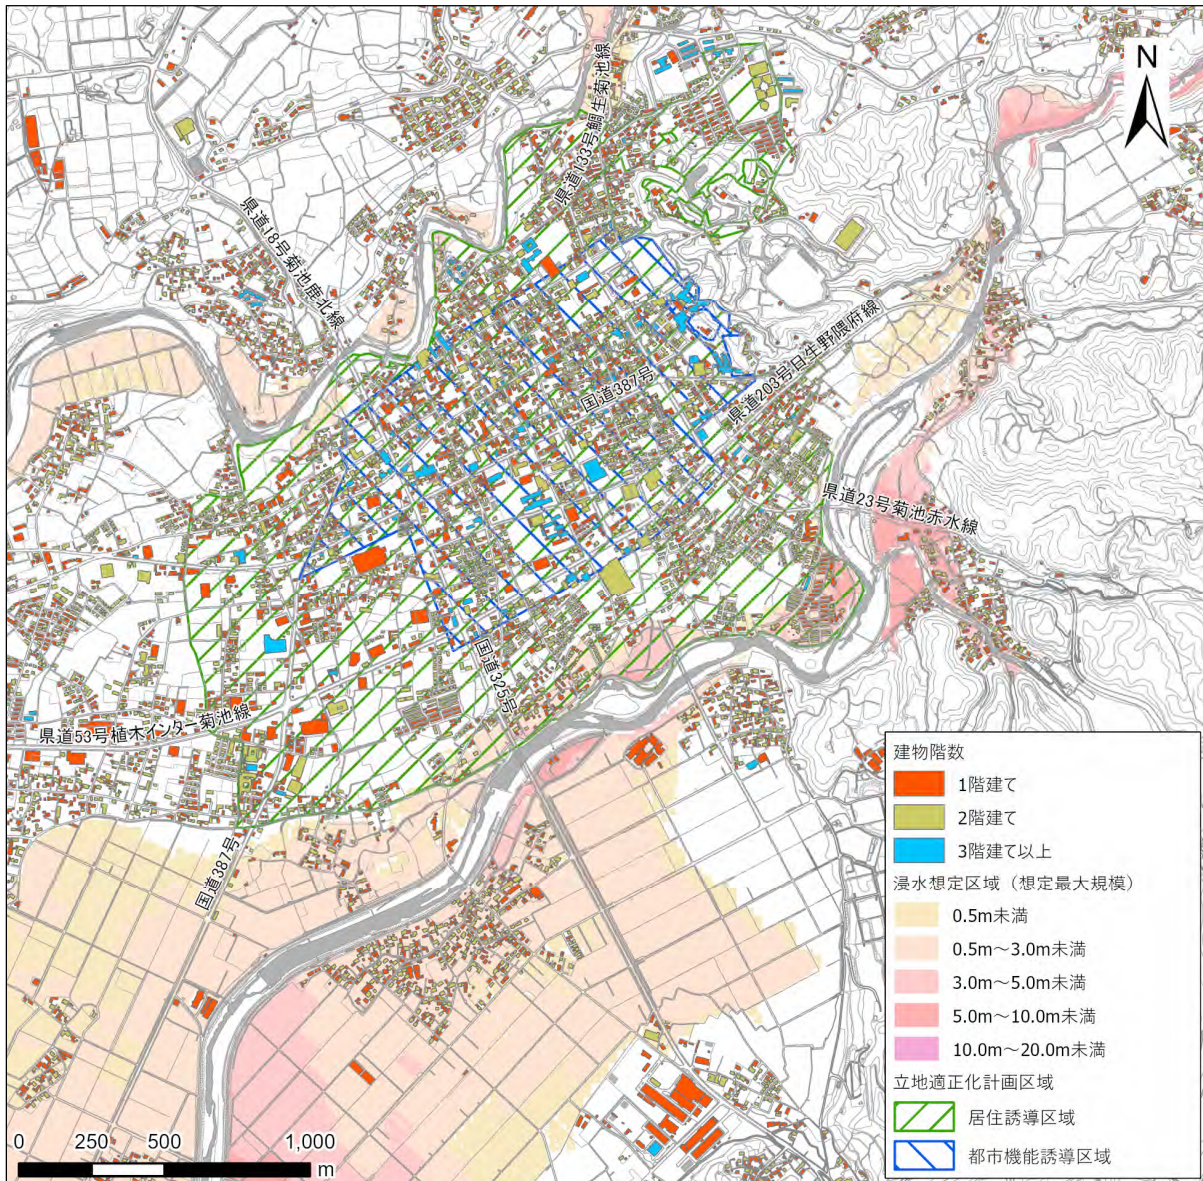 N
県道133号鯛生菊池線
県道18号菊池鹿北線
国道387号
県道203号日生野隈府線
県道23号菊池赤水線
国道325号
県道53号植木インター菊池線
国道387号
建物階数
1階建て
2階建て
3階建て以上
浸水想定区域（想定最大規模）
0.5m未満
0.5m～3.0m未満
3.0m～5.0m未満
5.0m～10.0m未満
10.0m～20.0m未満
立地適正化計画区域
居住誘導区域
都市機能誘導区域
0 250 500 1,000
m